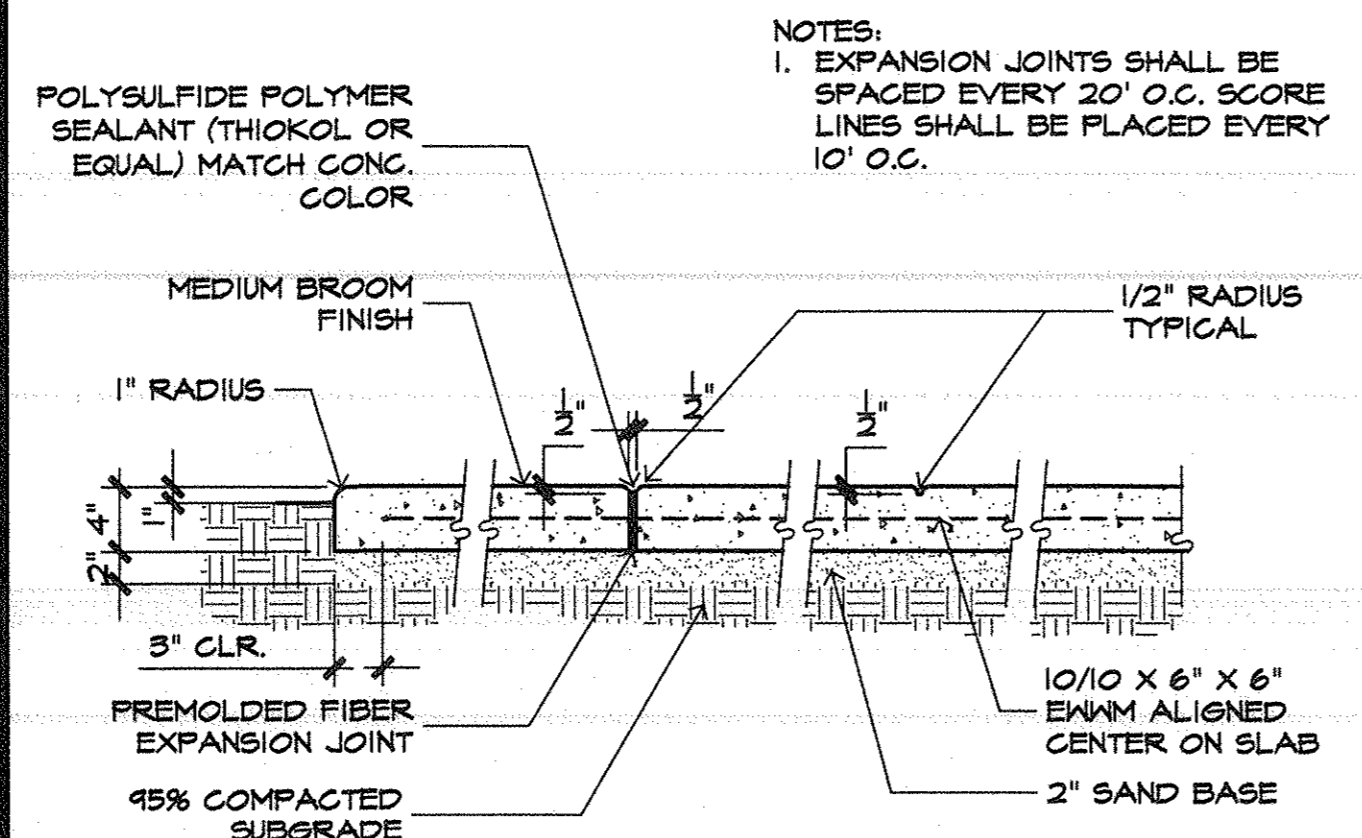 NOTES:
1. EXPANSION JOINTS SHALL BE
SPACED EVERY 20' O.C. SCORE
LINES SHALL BE PLACED EVERY
10' O.C.
POLYSULFIDE POLYMER
SEALANT (THIOKOL OR
EQUAL) MATCH CONC.
COLOR
MEDIUM BROOM
FINISH
1/2" RADIUS
TYPICAL
1" RADIUS
1/2"
1/2"
1/2"
4"
1"
2"
3" CLR.
PREMOLDED FIBER
EXPANSION JOINT
10/10 X 6" X 6"
EWWM ALIGNED
CENTER ON SLAB
2" SAND BASE
95% COMPACTED
SUBGRADE